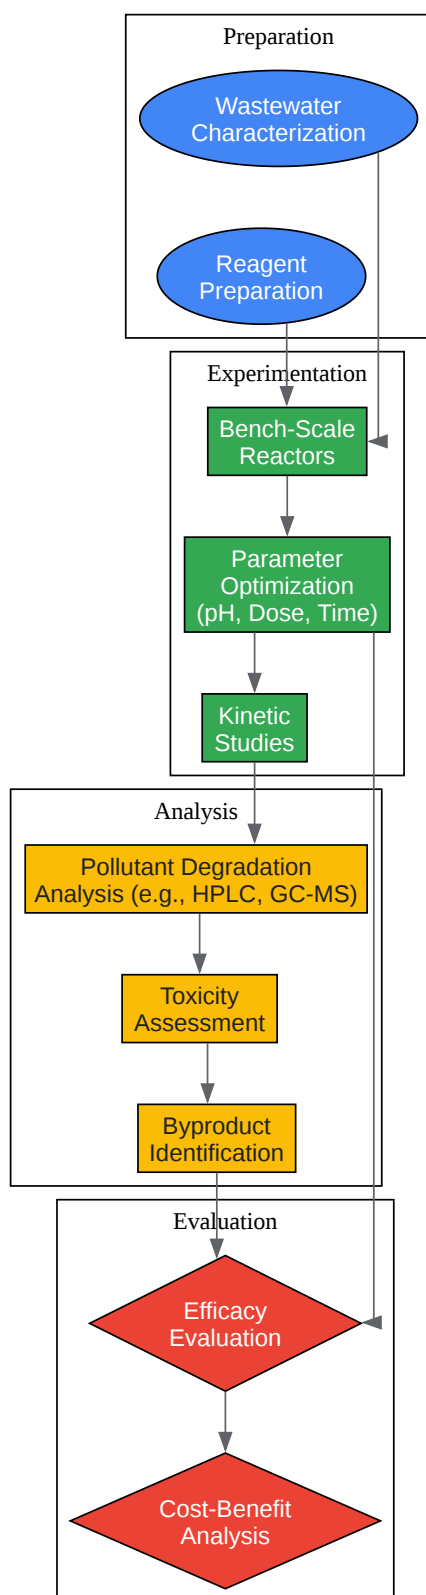 Preparation
Wastewater
Characterization
Reagent
Preparation
Experimentation
Bench-Scale
Reactors
Parameter
Optimization
(pH, Dose, Time)
Kinetic
Studies
Analysis
Pollutant Degradation
Analysis (e.g., HPLC, GC-MS)
Toxicity
Assessment
Byproduct
Identification
Evaluation
Efficacy
Evaluation
Cost-Benefit
Analysis